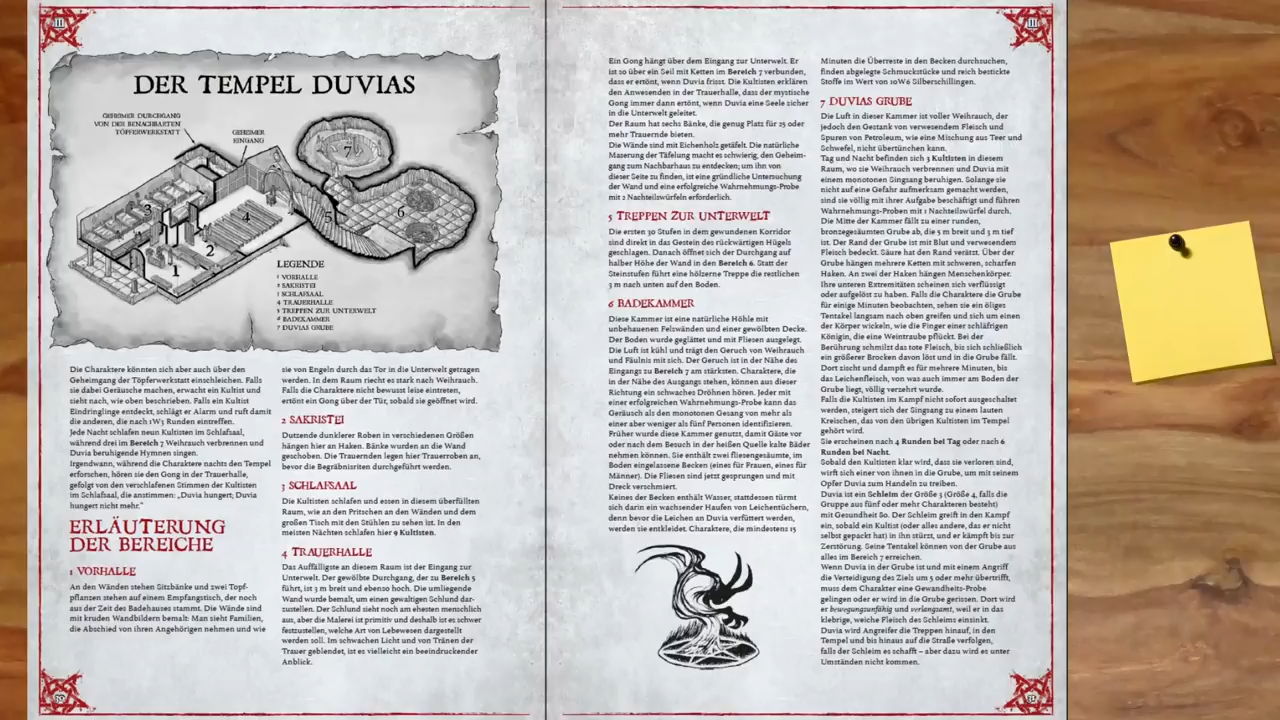 III
III
DER TEMPEL DUVIAS
GEHEIMER DURCHGANG
VON DER BENACHBARTEN
TÖPFERWERKSTATT
GEHEIMER
EINGANG
1
2
3
4
5
6
7
LEGENDE
1 VORHALLE
2 SAKRISTEI
3 SCHLAFSAAL
4 TRAUERHALLE
5 TREPPEN ZUR UNTERWELT
6 BADEKAMMER
7 DUVIAS GRUBE
Die Charaktere könnten sich aber auch über den
Geheimgang der Töpferwerkstatt einschleichen. Falls
sie dabei Geräusche machen, erwacht ein Kultist und
sieht nach, wie oben beschrieben. Falls ein Kultist
Eindringlinge entdeckt, schlägt er Alarm und ruft damit
die anderen, die nach 1W3 Runden eintreffen.
Jede Nacht schlafen neun Kultisten im Schlafsaal,
während drei im Bereich 7 Weihrauch verbrennen und
Duvia beruhigende Hymnen singen.
Irgendwann, während die Charaktere nachts den Tempel
erforschen, hören sie den Gong in der Trauerhalle,
gefolgt von den verschlafenen Stimmen der Kultisten
im Schlafsaal, die anstimmen: „Duvia hungert; Duvia
hungert nicht mehr.“
ERLÄUTERUNG
DER BEREICHE
1 VORHALLE
An den Wänden stehen Sitzbänke und zwei Topf-
pflanzen stehen auf einem Empfangstisch, der noch
aus der Zeit des Badehauses stammt. Die Wände sind
mit kruden Wandbildern bemalt: Man sieht Familien,
die Abschied von ihren Angehörigen nehmen und wie
sie von Engeln durch das Tor in die Unterwelt getragen
werden. In dem Raum riecht es stark nach Weihrauch.
Falls die Charaktere nicht bewusst leise eintreten,
ertönt ein Gong über der Tür, sobald sie geöffnet wird.
2 SAKRISTEI
Dutzende dunklerer Roben in verschiedenen Größen
hängen hier an Haken. Bänke wurden an die Wand
geschoben. Die Trauernden legen hier Trauerroben an,
bevor die Begräbnisriten durchgeführt werden.
3 SCHLAFSAAL
Die Kultisten schlafen und essen in diesem überfüllten
Raum, wie an den Pritschen an den Wänden und dem
großen Tisch mit den Stühlen zu sehen ist. In den
meisten Nächten schlafen hier 9 Kultisten.
4 TRAUERHALLE
Das Auffälligste an diesem Raum ist der Eingang zur
Unterwelt. Der gewölbte Durchgang, der zu Bereich 5
führt, ist 3 m breit und ebenso hoch. Die umliegende
Wand wurde bemalt, um einen gewaltigen Schlund dar-
zustellen. Der Schlund sieht noch am ehesten menschlich
aus, aber die Malerei ist primitiv und deshalb ist es schwer
festzustellen, welche Art von Lebewesen dargestellt
werden soll. Im schwachen Licht und von Tränen der
Trauer geblendet, ist es vielleicht ein beeindruckender
Anblick.
Ein Gong hängt über dem Eingang zur Unterwelt. Er
ist so über ein Seil mit Ketten im Bereich 7 verbunden,
dass er ertönt, wenn Duvia frisst. Die Kultisten erklären
den Anwesenden in der Trauerhalle, dass der mystische
Gong immer dann ertönt, wenn Duvia eine Seele sicher
in die Unterwelt geleitet.
Der Raum hat sechs Bänke, die genug Platz für 25 oder
mehr Trauernde bieten.
Die Wände sind mit Eichenholz getäfelt. Die natürliche
Maserung der Täfelung macht es schwierig, den Geheim-
gang zum Nachbarhaus zu entdecken; um ihn von
dieser Seite zu finden, ist eine gründliche Untersuchung
der Wand und eine erfolgreiche Wahrnehmungs-Probe
mit 2 Nachteilswürfeln erforderlich.
5 TREPPEN ZUR UNTERWELT
Die ersten 30 Stufen in dem gewundenen Korridor
sind direkt in das Gestein des rückwärtigen Hügels
geschlagen. Danach öffnet sich der Durchgang auf
halber Höhe der Wand in den Bereich 6. Statt der
Steinstufen führt eine hölzerne Treppe die restlichen
3 m nach unten auf den Boden.
6 BADEKAMMER
Diese Kammer ist eine natürliche Höhle mit
unbehauenen Felswänden und einer gewölbten Decke.
Der Boden wurde geglättet und mit Fliesen ausgelegt.
Die Luft ist kühl und trägt den Geruch von Weihrauch
und Fäulnis mit sich. Der Geruch ist in der Nähe des
Eingangs zu Bereich 7 am stärksten. Charaktere, die
in der Nähe des Ausgangs stehen, können aus dieser
Richtung ein schwaches Dröhnen hören. Jeder mit
einer erfolgreichen Wahrnehmungs-Probe kann das
Geräusch als den monotonen Gesang von mehr als
einer aber weniger als fünf Personen identifizieren.
Früher wurde diese Kammer genutzt, damit Gäste vor
oder nach dem Besuch in der heißen Quelle kalte Bäder
nehmen können. Sie enthält zwei fliesengesäumte, im
Boden eingelassene Becken (eines für Frauen, eines für
Männer). Die Fliesen sind jetzt gesprungen und mit
Dreck verschmiert.
Keines der Becken enthält Wasser, stattdessen türmt
sich darin ein wachsender Haufen von Leichentüchern,
denn bevor die Leichen an Duvia verfüttert werden,
werden sie entkleidet. Charaktere, die mindestens 15
Minuten die Überreste in den Becken durchsuchen,
finden abgelegte Schmuckstücke und reich bestickte
Stoffe im Wert von 10W6 Silberschillingen.
7 DUVIAS GRUBE
Die Luft in dieser Kammer ist voller Weihrauch, der
jedoch den Gestank von verwesendem Fleisch und
Spuren von Petroleum, wie eine Mischung aus Teer und
Schwefel, nicht übertünchen kann.
Tag und Nacht befinden sich 3 Kultisten in diesem
Raum, wo sie Weihrauch verbrennen und Duvia mit
einem monotonen Singsang beruhigen. Solange sie
nicht auf eine Gefahr aufmerksam gemacht werden,
sind sie völlig mit ihrer Aufgabe beschäftigt und führen
Wahrnehmungs-Proben mit 1 Nachteilswürfel durch.
Die Mitte der Kammer fällt zu einer runden,
bronzegesäumten Grube ab, die 5 m breit und 3 m tief
ist. Der Rand der Grube ist mit Blut und verwesendem
Fleisch bedeckt. Säure hat den Rand verätzt. Über der
Grube hängen mehrere Ketten mit schweren, scharfen
Haken. An zwei der Haken hängen Menschenkörper.
Ihre unteren Extremitäten scheinen sich verflüssigt
oder aufgelöst zu haben. Falls die Charaktere die Grube
für einige Minuten beobachten, sehen sie ein öliges
Tentakel langsam nach oben greifen und sich um einen
der Körper wickeln, wie die Finger einer schläfrigen
Königin, die eine Weintraube pflückt. Bei der
Berührung schmilzt das tote Fleisch, bis sich schließlich
ein größerer Brocken davon löst und in die Grube fällt.
Dort zischt und dampft es für mehrere Minuten, bis
das Leichenfleisch, von was auch immer am Boden der
Grube liegt, völlig verzehrt wurde.
Falls die Kultisten im Kampf nicht sofort ausgeschaltet
werden, steigert sich der Singsang zu einem lauten
Kreischen, das von den übrigen Kultisten im Tempel
gehört wird.
Sie erscheinen nach 4 Runden bei Tag oder nach 6
Runden bei Nacht.
Sobald den Kultisten klar wird, dass sie verloren sind,
wirft sich einer von ihnen in die Grube, um mit seinem
Opfer Duvia zum Handeln zu treiben.
Duvia ist ein Schleim der Größe 3 (Größe 4, falls die
Gruppe aus fünf oder mehr Charakteren besteht)
mit Gesundheit 80. Der Schleim greift in den Kampf
ein, sobald ein Kultist (oder alles andere, das er nicht
selbst gepackt hat) in ihn stürzt, und er kämpft bis zur
Zerstörung. Seine Tentakel können von der Grube aus
alles im Bereich 7 erreichen.
Wenn Duvia in der Grube ist und mit einem Angriff
die Verteidigung des Ziels um 5 oder mehr übertrifft,
muss dem Charakter eine Gewandheits-Probe
gelingen oder er wird in die Grube gerissen. Dort wird
er bewegungsunfähig und verlangsamt, weil er in das
klebrige, weiche Fleisch des Schleims einsinkt.
Duvia wird Angreifer die Treppen hinauf, in den
Tempel und bis hinaus auf die Straße verfolgen,
falls der Schleim es schafft – aber dazu wird es unter
Umständen nicht kommen.